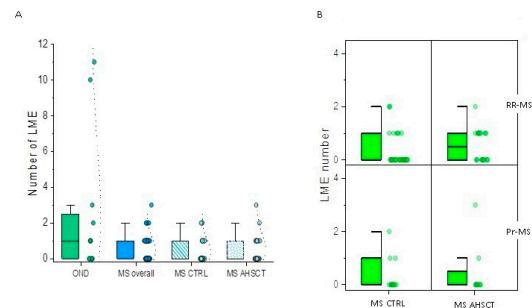 A
Number of LME
12
10
8
6
4
2
0
OND
MS overall
MS CTRL
MS AHSCT
B
LME number
4
2
0
4
2
0
RR-MS
Pr-MS
MS CTRL
MS AHSCT